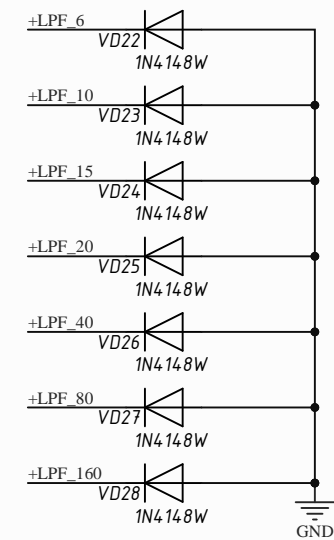 +LPF_6
VD22
1N4148W
+LPF_10
VD23
1N4148W
+LPF_15
VD24
1N4148W
+LPF_20
VD25
1N4148W
+LPF_40
VD26
1N4148W
+LPF_80
VD27
1N4148W
+LPF_160
VD28
1N4148W
GND